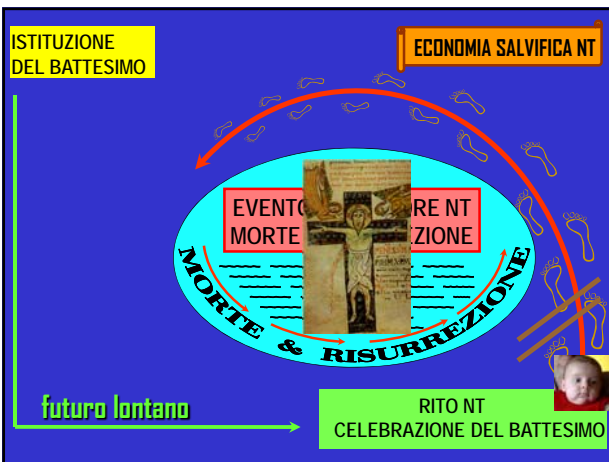 ISTITUZIONE
DEL BATTESIMO
ECONOMIA SALVIFICA NT
EVENTO RE NT
MORTE ZIONE
MORTE & RISURREZIONE
futuro lontano
RITO NT
CELEBRAZIONE DEL BATTESIMO